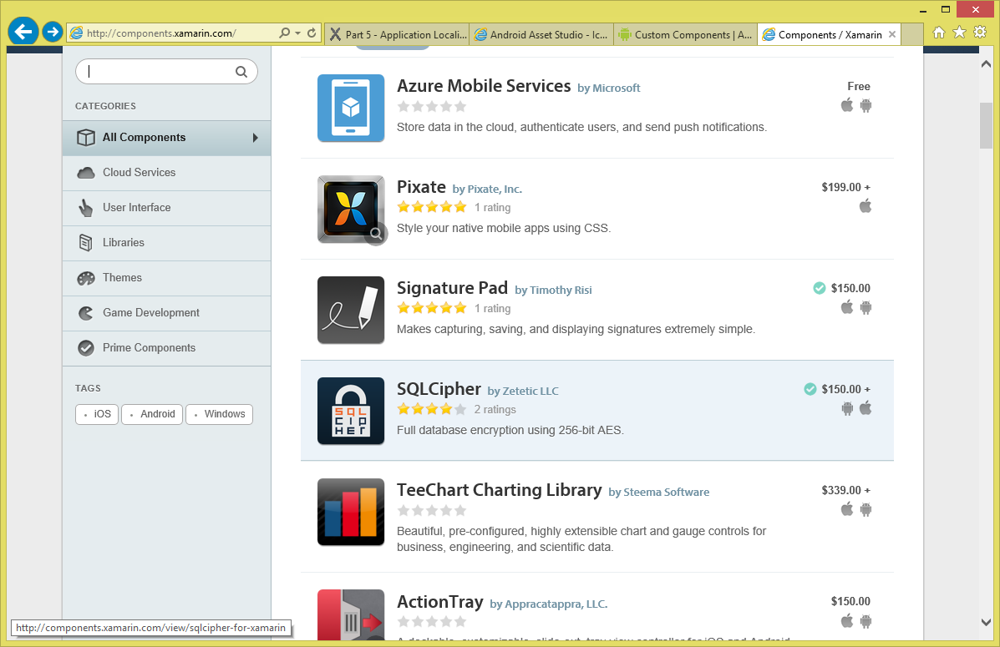 http://components.xamarin.com/
Part 5 - Application Locali...
Android Asset Studio - Ic...
Custom Components | A...
Components / Xamarin
CATEGORIES
All Components
Cloud Services
User Interface
Libraries
Themes
Game Development
Prime Components
TAGS
iOS
Android
Windows
Azure Mobile Services by Microsoft
Free
Store data in the cloud, authenticate users, and send push notifications.
Pixate by Pixate, Inc.
$199.00 +
1 rating
Style your native mobile apps using CSS.
Signature Pad by Timothy Risi
$150.00
1 rating
Makes capturing, saving, and displaying signatures extremely simple.
SQL
CIP
HER
SQLCipher by Zetetic LLC
$150.00 +
2 ratings
Full database encryption using 256-bit AES.
TeeChart Charting Library by Steema Software
$339.00 +
Beautiful, pre-configured, highly extensible chart and gauge controls for
business, engineering, and scientific data.
ActionTray by Appracatappra, LLC.
$150.00
A dockable, customizable, slide-out, tray view controller for iOS and Android
http://components.xamarin.com/view/sqlcipher-for-xamarin